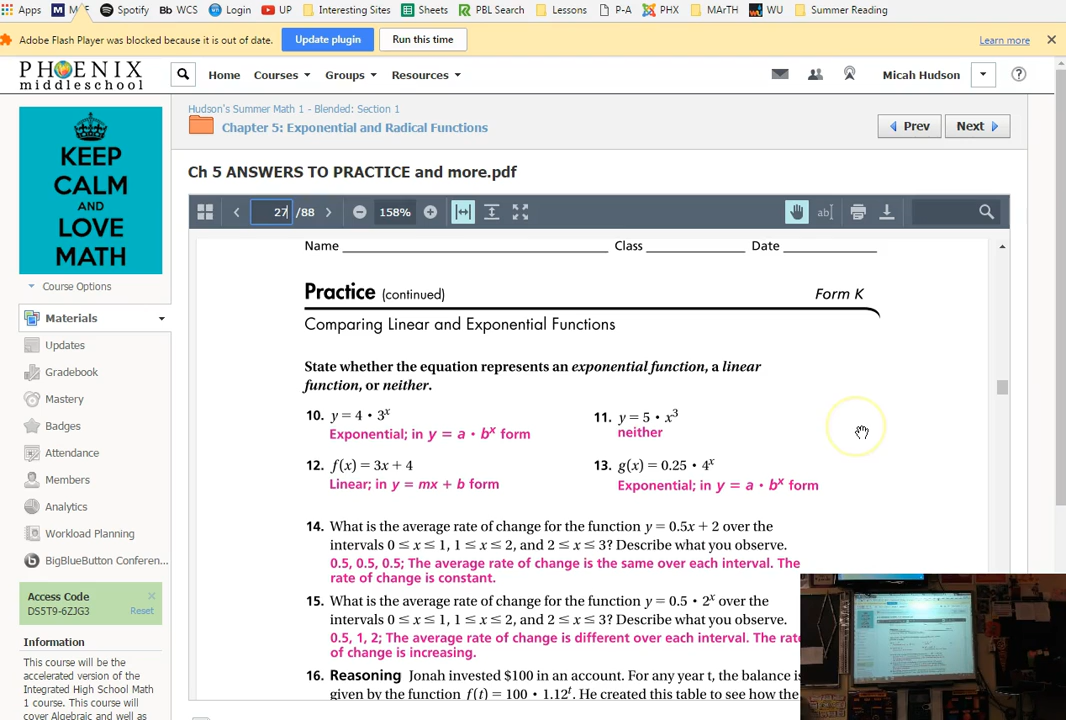 Apps M Spotify Bb WCS Login UP Interesting Sites Sheets PBL Search Lessons P-A PHX MArTH WU Summer Reading
Adobe Flash Player was blocked because it is out of date. Update plugin Run this time Learn more
PHOENIX
middleschool
Home Courses Groups Resources Micah Hudson
KEEP
CALM
AND
LOVE
MATH
Hudson's Summer Math 1 - Blended: Section 1
Chapter 5: Exponential and Radical Functions
Prev Next
Ch 5 ANSWERS TO PRACTICE and more.pdf
27 /88 158%
Course Options
Materials
Updates
Gradebook
Mastery
Badges
Attendance
Members
Analytics
Workload Planning
BigBlueButton Conferen...
Access Code
DS5T9-6ZJG3 Reset
Information
This course will be the
accelerated version of the
Integrated High School Math
1 course. This course will
cover Algebraic and well as
Name Class Date
Practice (continued) Form K
Comparing Linear and Exponential Functions
State whether the equation represents an exponential function, a linear
function, or neither.
10. y = 4 • 3ˣ
Exponential; in y = a • bˣ form
11. y = 5 • x³
neither
12. f(x) = 3x + 4
Linear; in y = mx + b form
13. g(x) = 0.25 • 4ˣ
Exponential; in y = a • bˣ form
14. What is the average rate of change for the function y = 0.5x + 2 over the
intervals 0 ≤ x ≤ 1, 1 ≤ x ≤ 2, and 2 ≤ x ≤ 3? Describe what you observe.
0.5, 0.5, 0.5; The average rate of change is the same over each interval. The
rate of change is constant.
15. What is the average rate of change for the function y = 0.5 • 2ˣ over the
intervals 0 ≤ x ≤ 1, 1 ≤ x ≤ 2, and 2 ≤ x ≤ 3? Describe what you observe.
0.5, 1, 2; The average rate of change is different over each interval. The rate
of change is increasing.
16. Reasoning Jonah invested $100 in an account. For any year t, the balance is
given by the function f(t) = 100 • 1.12ᵗ. He created this table to see how the